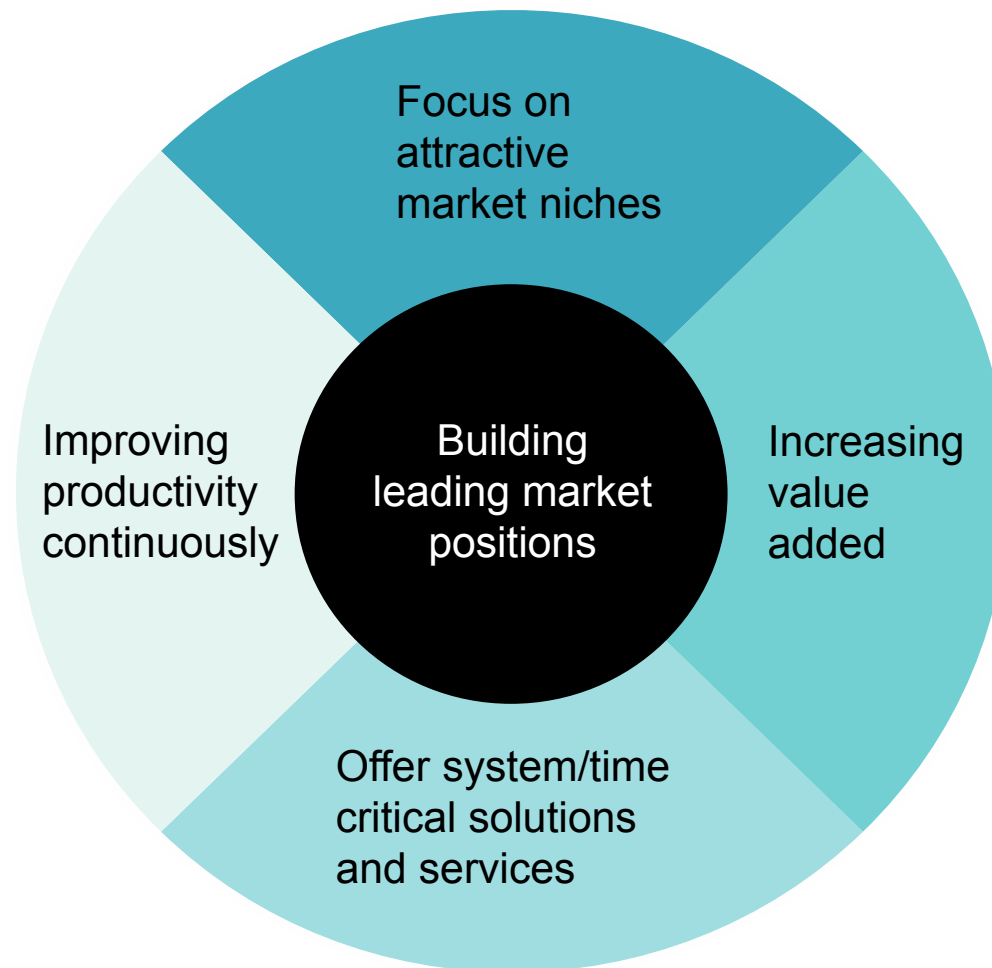 Focus on
attractive
market niches
Improving
productivity
continuously
Building
leading market
positions
Increasing
value
added
Offer system/time
critical solutions
and services